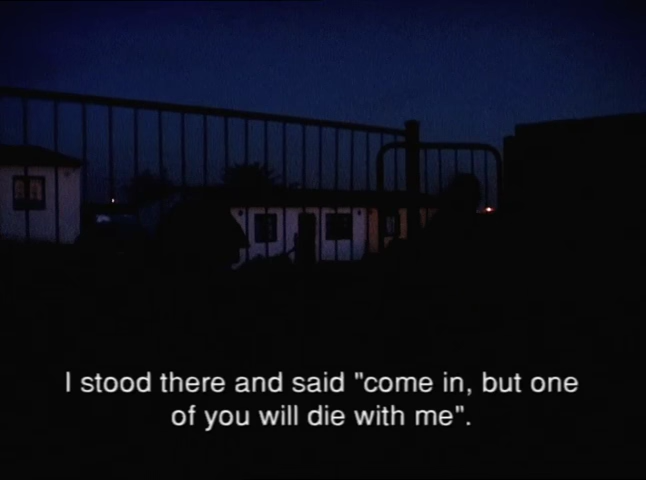 I stood there and said "come in, but one
of you will die with me".